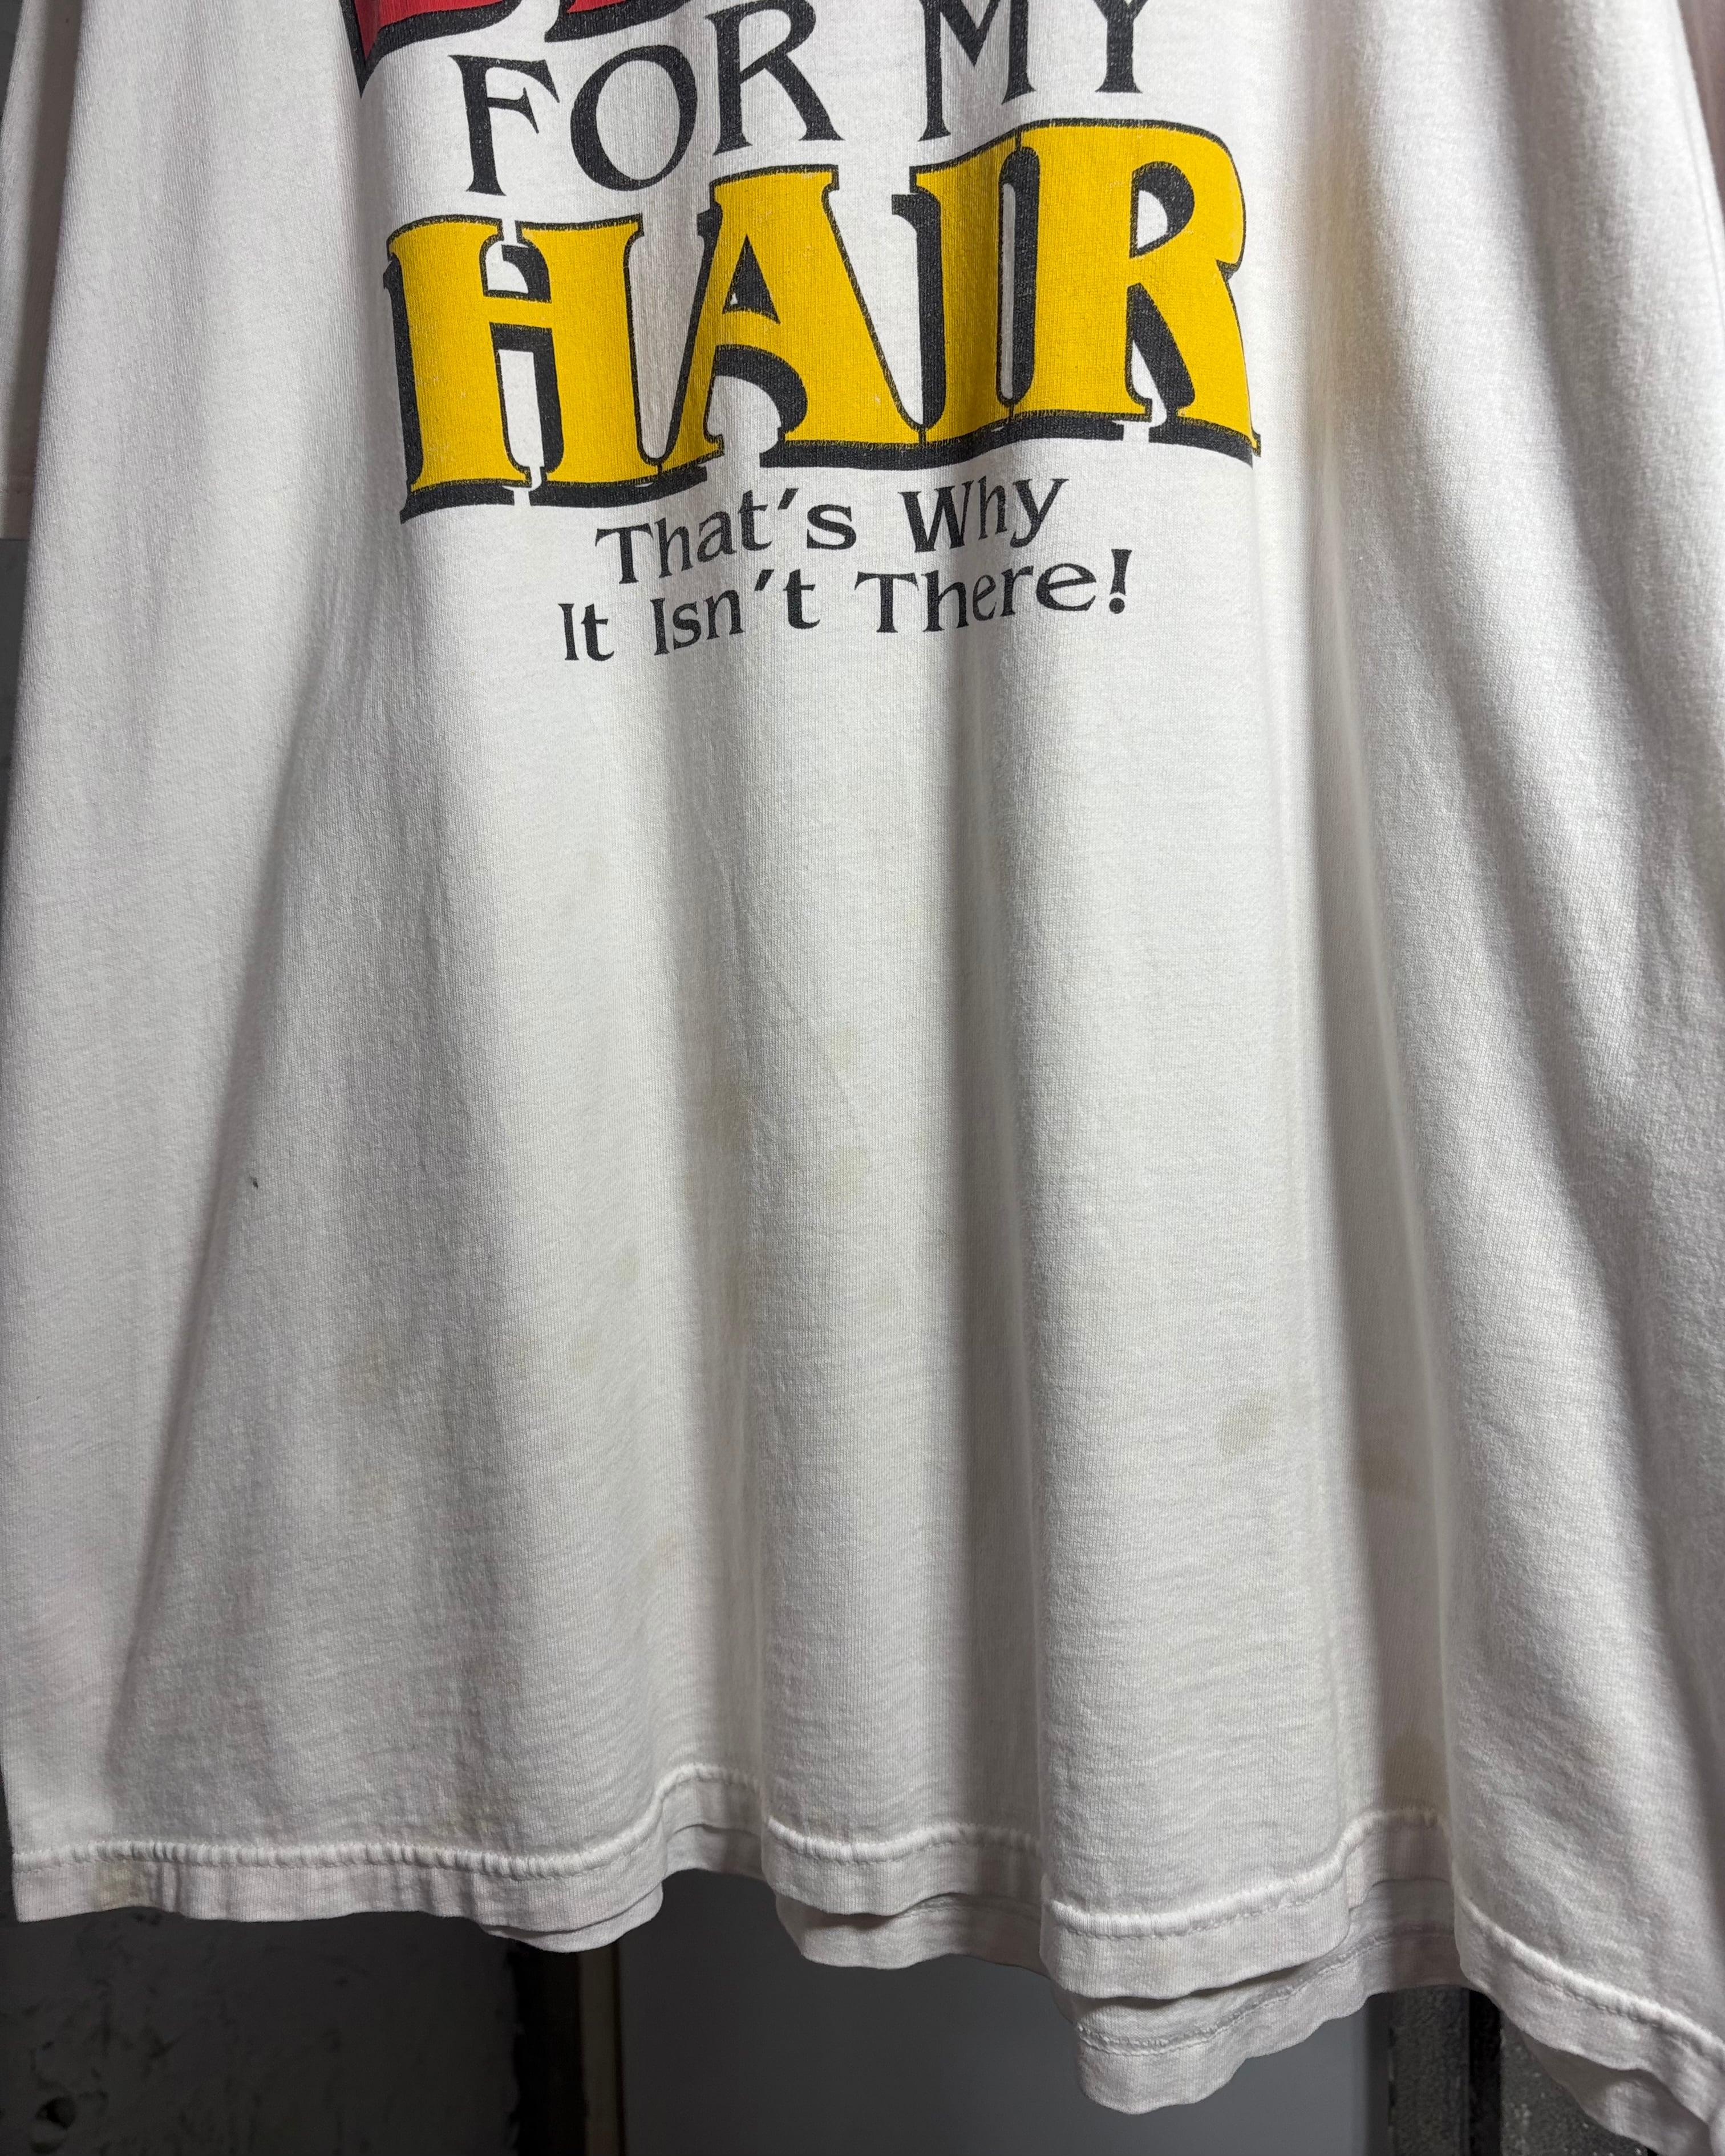 FOR MY
HAIR
That's Why
It Isn't There!